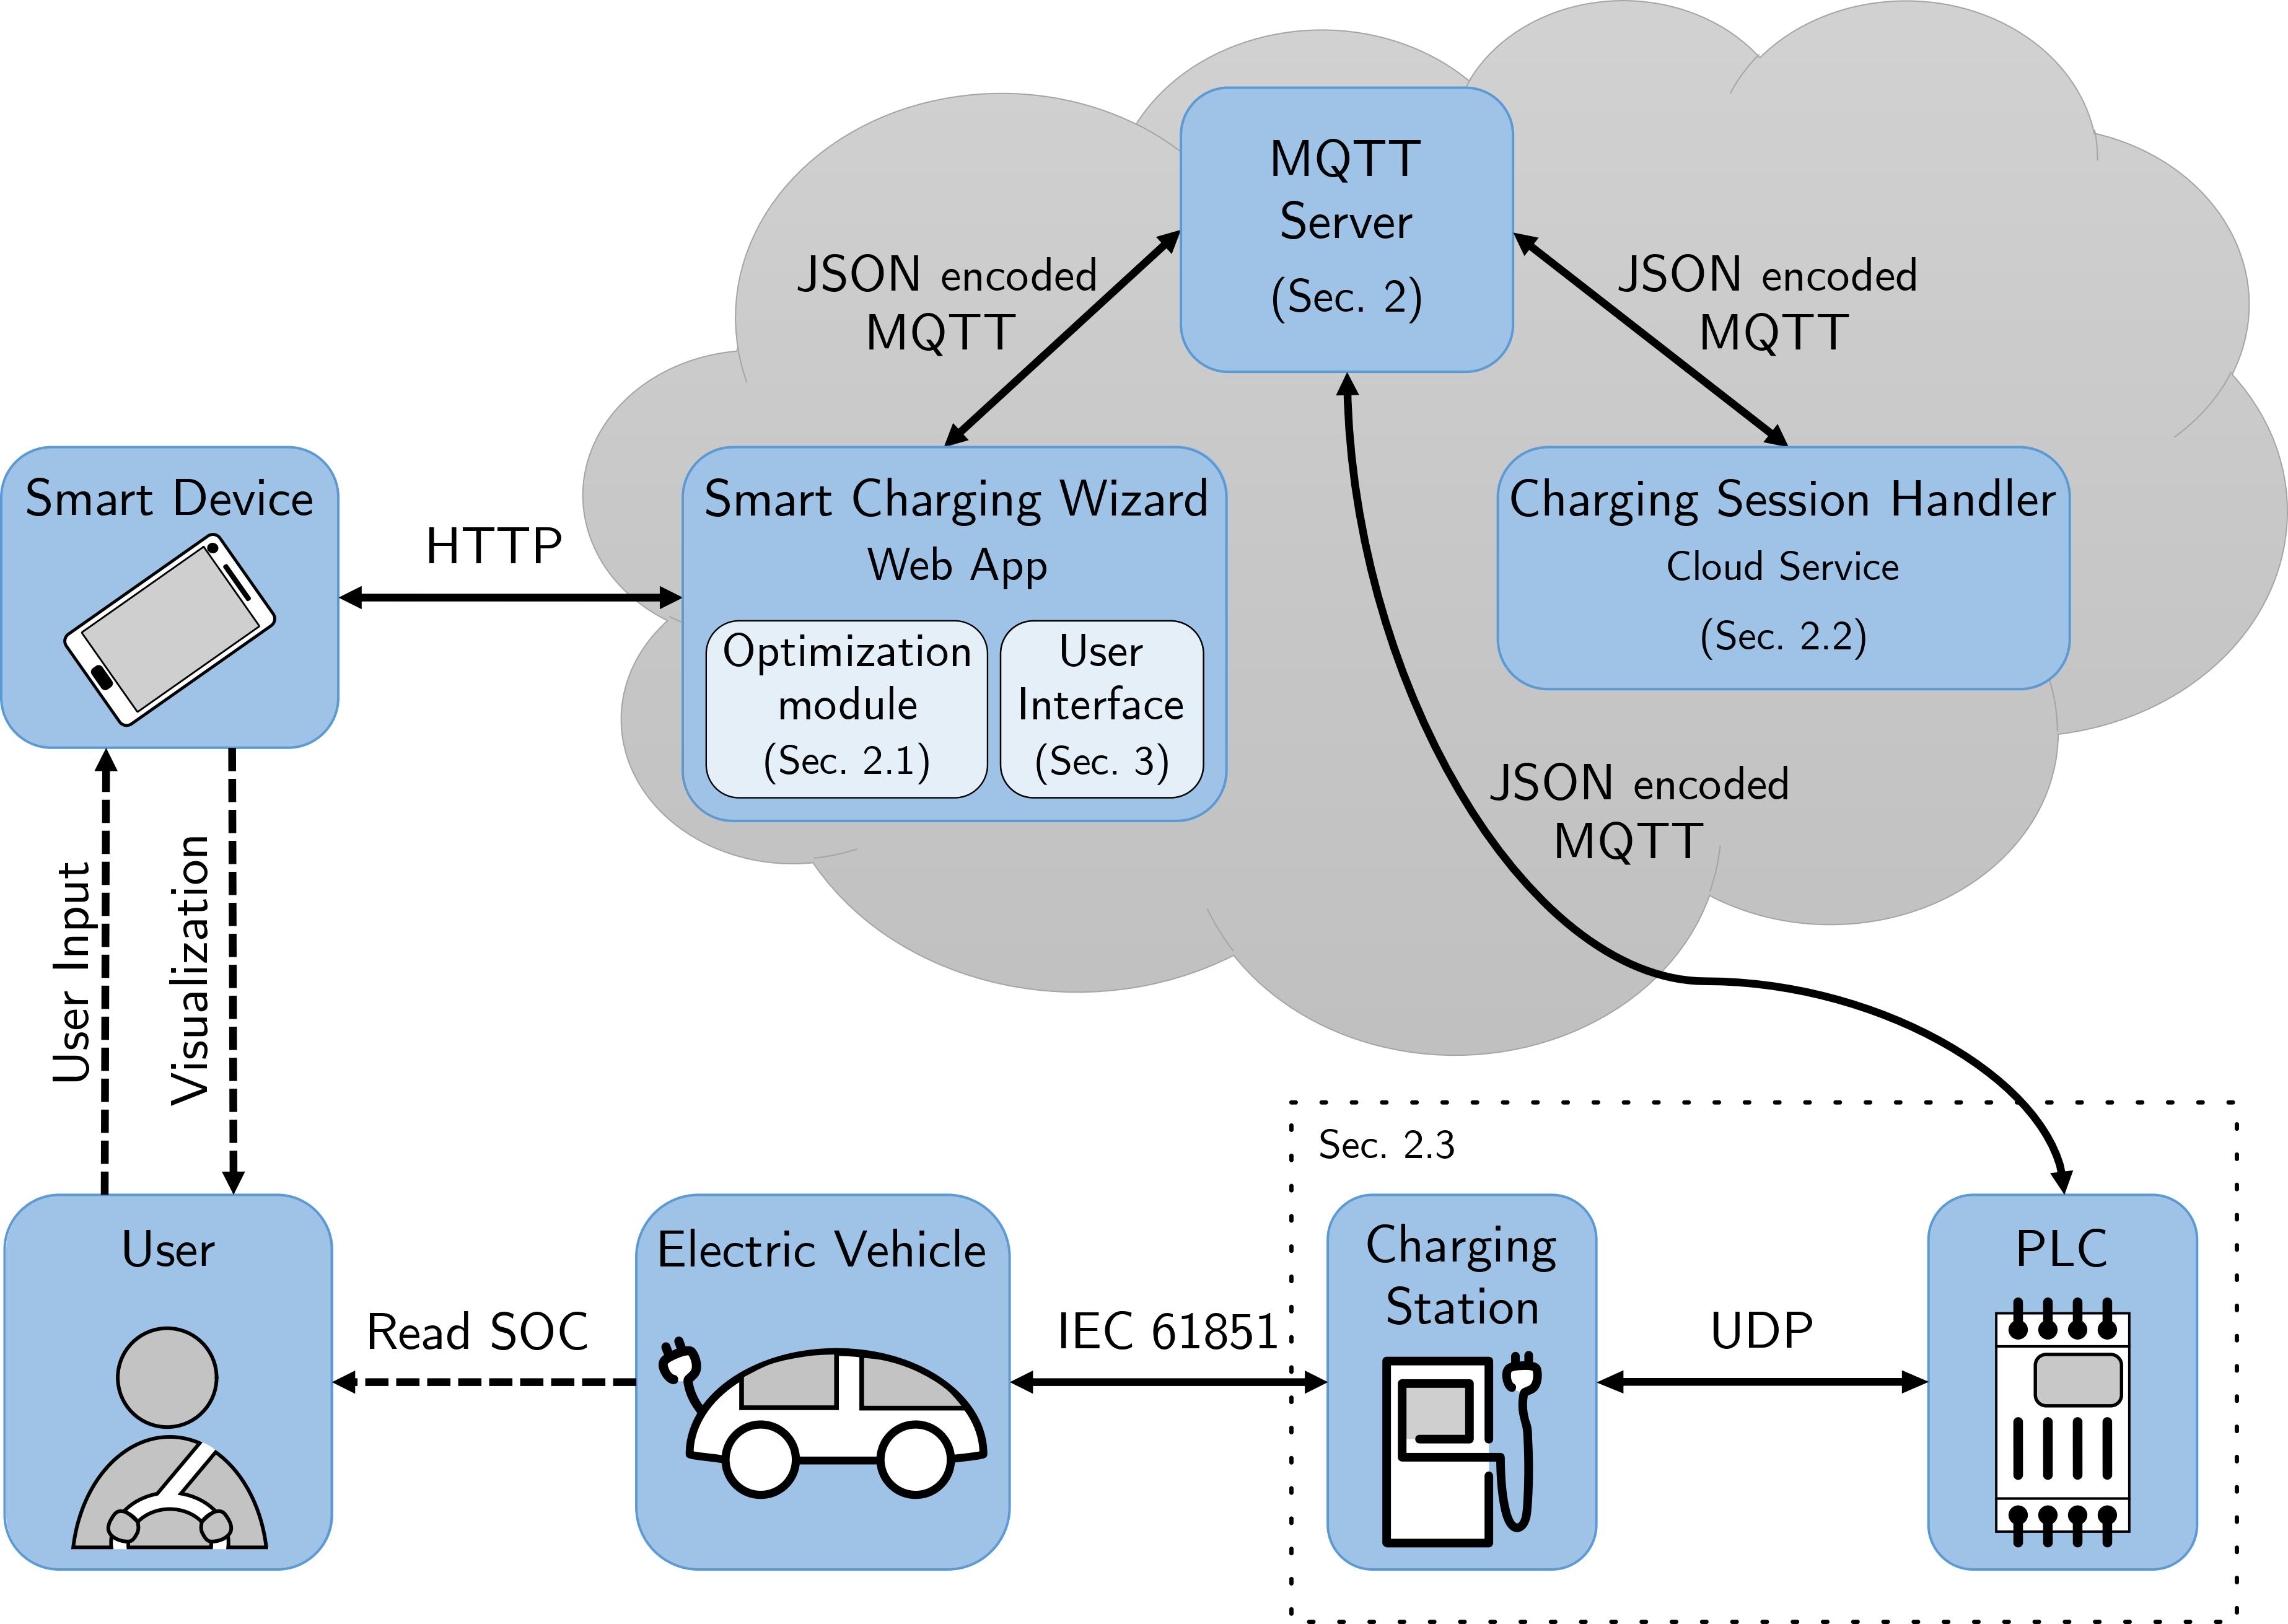 MQTT
Server
(Sec. 2)
JSON encoded
MQTT
JSON encoded
MQTT
Smart Device
HTTP
Smart Charging Wizard
Web App
Optimization
module
(Sec. 2.1)
User
Interface
(Sec. 3)
Charging Session Handler
Cloud Service
(Sec. 2.2)
JSON encoded
MQTT
User Input
Visualization
Sec. 2.3
User
Read SOC
Electric Vehicle
IEC 61851
Charging
Station
UDP
PLC